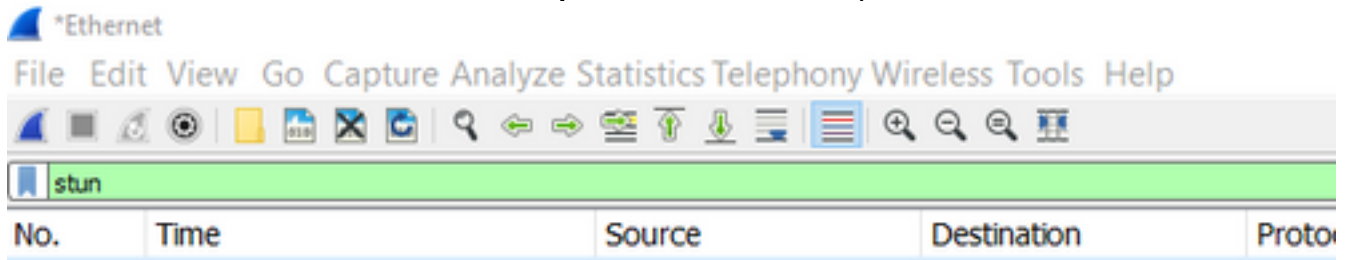 *Ethernet
File Edit View Go Capture Analyze Statistics Telephony Wireless Tools Help
stun
No. Time Source Destination